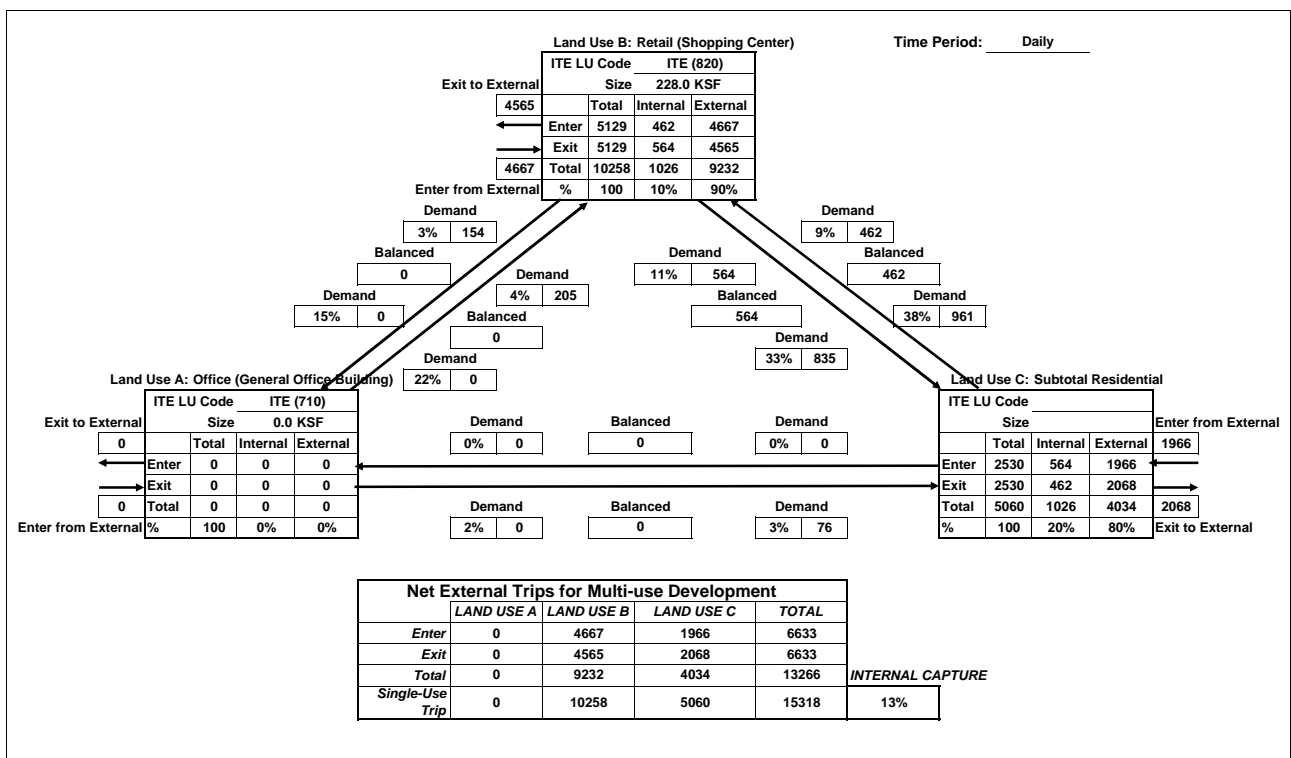 Land Use B: Retail (Shopping Center)
Time Period: Daily
ITE LU Code ITE (820)
Exit to External Size 228.0 KSF
4565 Total Internal External
Enter 5129 462 4667
Exit 5129 564 4565
4667 Total 10258 1026 9232
Enter from External % 100 10% 90%
Demand Demand
3% 154 9% 462
Balanced Demand Balanced
0 11% 564 462
Demand
4% 205
Demand Balanced Demand
15% 0 564 38% 961
Balanced
0
Demand
33% 835
Demand
22% 0
Land Use A: Office (General Office Building) Land Use C: Subtotal Residential
ITE LU Code ITE (710) ITE LU Code
Exit to External Size 0.0 KSF Demand Balanced Demand Size Enter from External
0 Total Internal External 0% 0 0 0% 0 Total Internal External 1966
Enter 0 0 0 Enter 2530 564 1966
Exit 0 0 0 Exit 2530 462 2068
0 Total 0 0 0 Demand Balanced Demand Total 5060 1026 4034 2068
Enter from External % 100 0% 0% 2% 0 0 3% 76 % 100 20% 80% Exit to External
Net External Trips for Multi-use Development
LAND USE A LAND USE B LAND USE C TOTAL
Enter 0 4667 1966 6633
Exit 0 4565 2068 6633
Total 0 9232 4034 13266 INTERNAL CAPTURE
Single-Use Trip 0 10258 5060 15318 13%